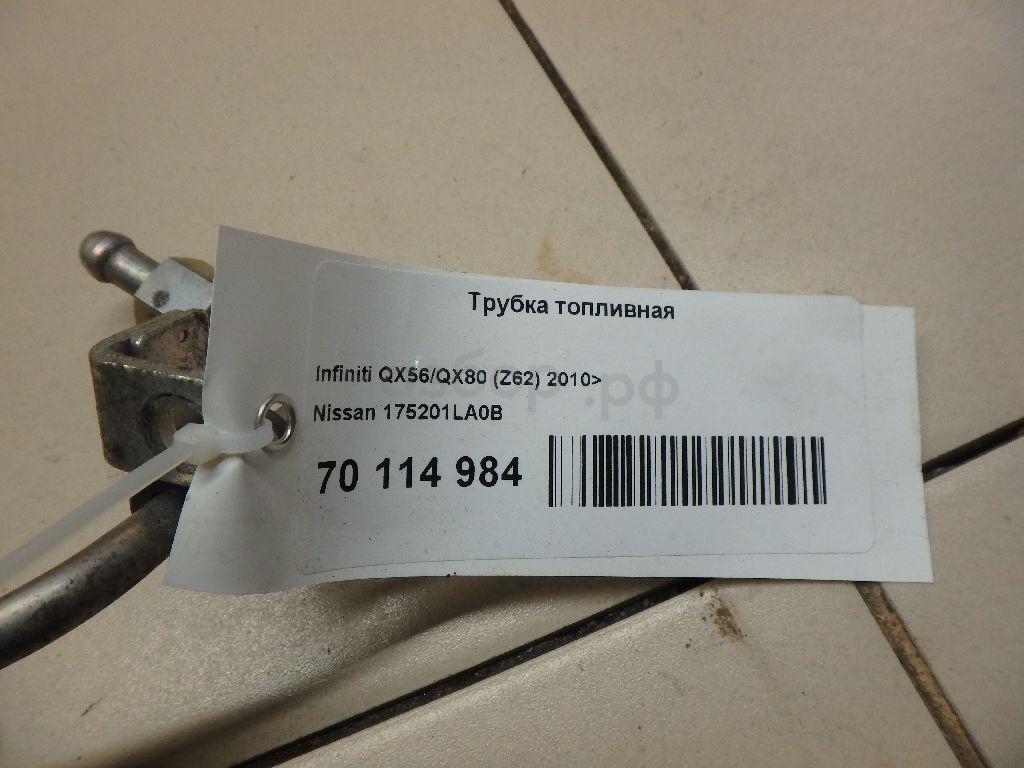 Трубка топливная
Infiniti QX56/QX80 (Z62) 2010>
Nissan 175201LA0B
70 114 984